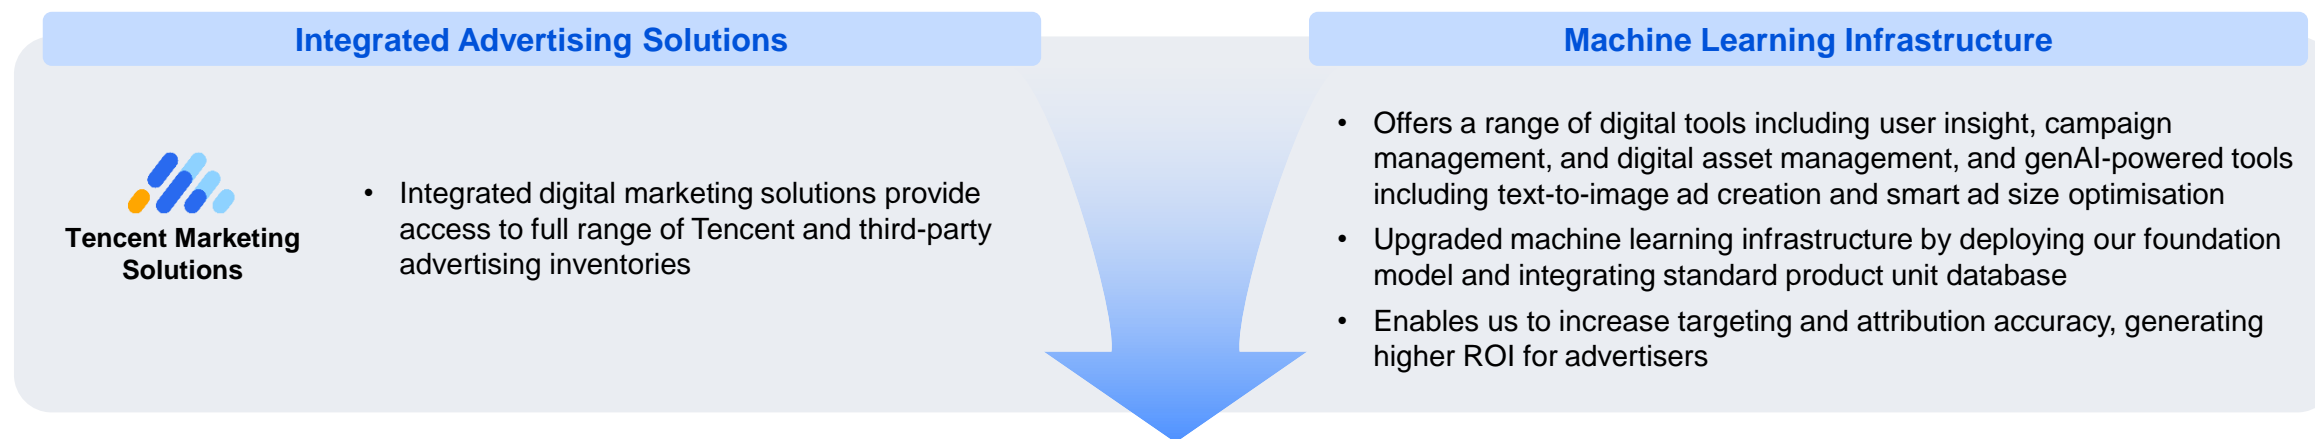 Integrated Advertising Solutions
Tencent Marketing
Solutions
• Integrated digital marketing solutions provide
access to full range of Tencent and third-party
advertising inventories
Machine Learning Infrastructure
• Offers a range of digital tools including user insight, campaign
management, and digital asset management, and genAI-powered tools
including text-to-image ad creation and smart ad size optimisation
• Upgraded machine learning infrastructure by deploying our foundation
model and integrating standard product unit database
• Enables us to increase targeting and attribution accuracy, generating
higher ROI for advertisers